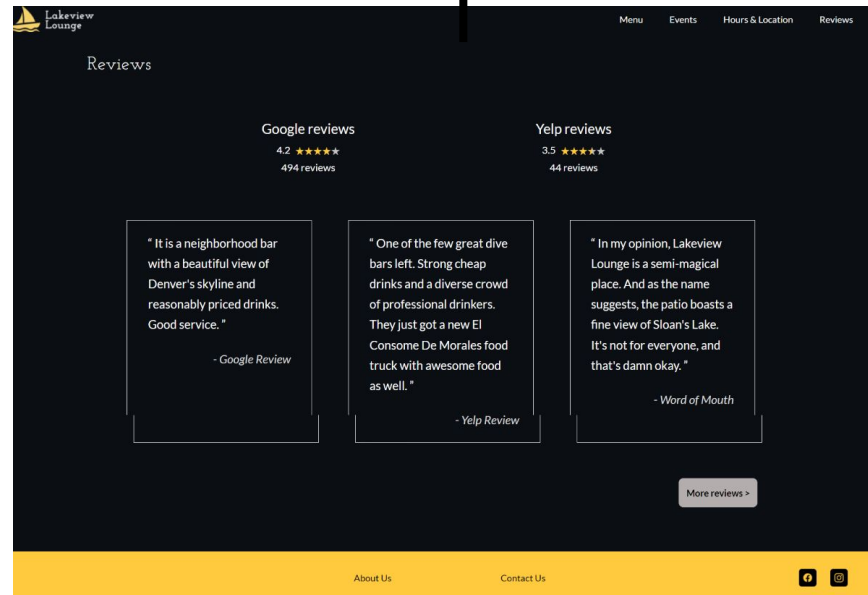 Lakeview
Lounge
Menu Events Hours & Location Reviews
Reviews
Google reviews
4.2
494 reviews
Yelp reviews
3.5
44 reviews
“ It is a neighborhood bar
with a beautiful view of
Denver's skyline and
reasonably priced drinks.
Good service. ”
- Google Review
“ One of the few great dive
bars left. Strong cheap
drinks and a diverse crowd
of professional drinkers.
They just got a new El
Consome De Morales food
truck with awesome food
as well. ”
- Yelp Review
“ In my opinion, Lakeview
Lounge is a semi-magical
place. And as the name
suggests, the patio boasts a
fine view of Sloan's Lake.
It's not for everyone, and
that's damn okay. ”
- Word of Mouth
More reviews >
About Us Contact Us